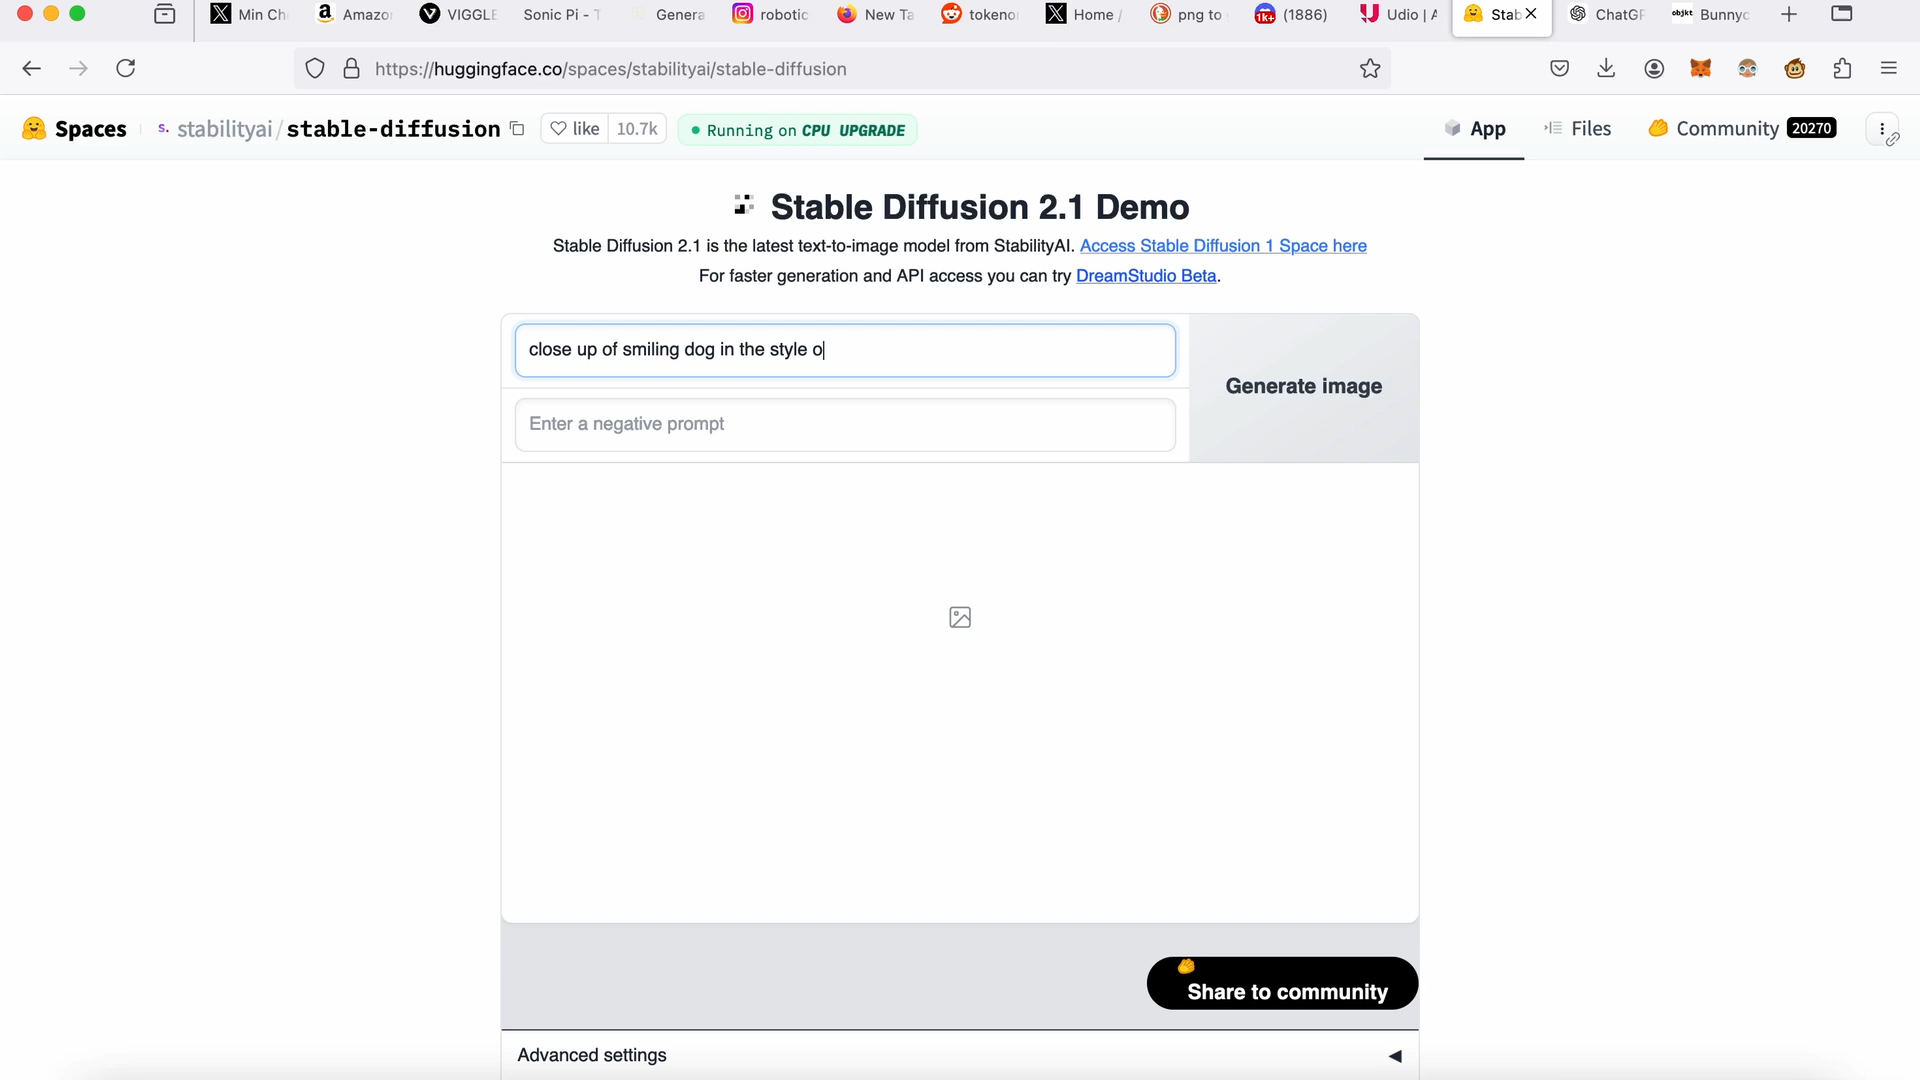 Min Ch
Amazo
VIGGLE
Sonic Pi - T
Genera
robotic
New Ta
tokeno
Home /
png to
(1886)
Udio | A
Stab
ChatGP
objkt Bunnyc
https://huggingface.co/spaces/stabilityai/stable-diffusion
Spaces
s. stabilityai/stable-diffusion
like 10.7k
Running on CPU UPGRADE
App
Files
Community 20270
Stable Diffusion 2.1 Demo
Stable Diffusion 2.1 is the latest text-to-image model from StabilityAI. Access Stable Diffusion 1 Space here
For faster generation and API access you can try DreamStudio Beta.
close up of smiling dog in the style o
Enter a negative prompt
Generate image
Share to community
Advanced settings